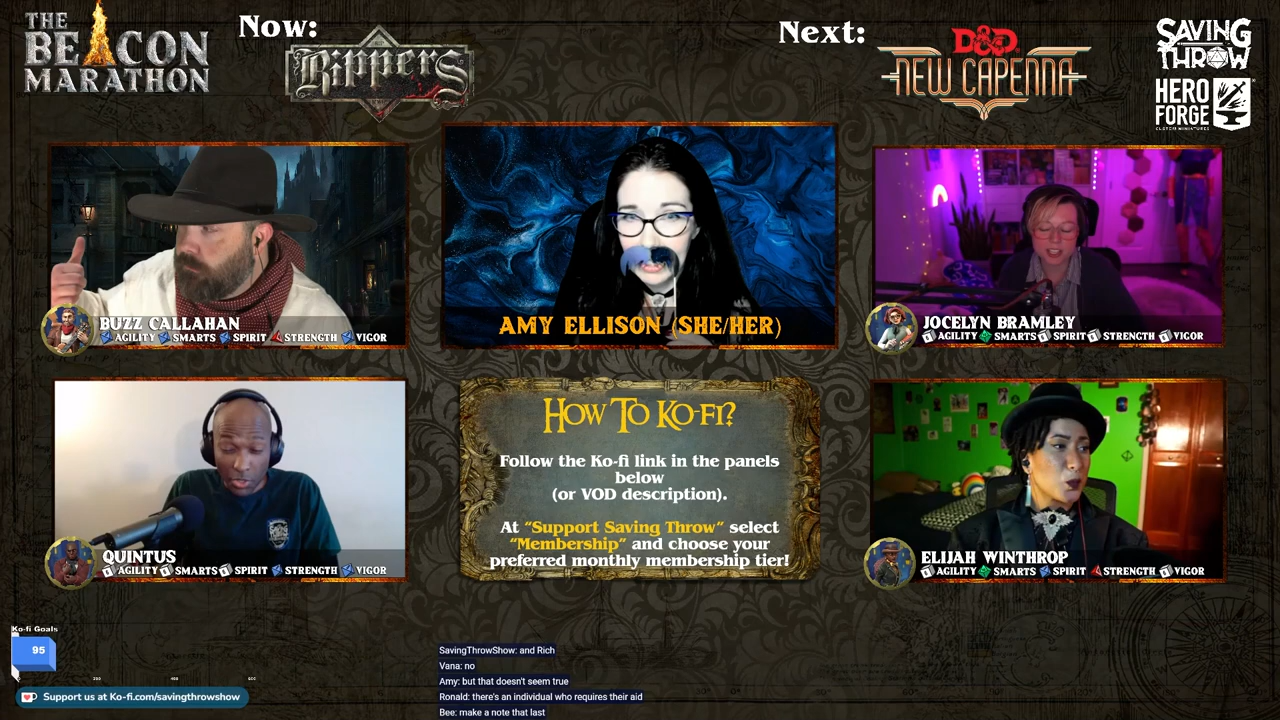 THE
BEACON
MARATHON
Now:
Rippers
Next:
D&D
NEW CAPENNA
SAVING
THROW
HERO
FORGE
CUSTOM MINIATURES
BUZZ CALLAHAN
AGILITY SMARTS SPIRIT STRENGTH VIGOR
AMY ELLISON (SHE/HER)
JOCELYN BRAMLEY
AGILITY SMARTS SPIRIT STRENGTH VIGOR
QUINTUS
AGILITY SMARTS SPIRIT STRENGTH VIGOR
HOW TO KO-FI?
Follow the Ko-fi link in the panels
below
(or VOD description).
At "Support Saving Throw" select
"Membership" and choose your
preferred monthly membership tier!
ELIJAH WINTHROP
AGILITY SMARTS SPIRIT STRENGTH VIGOR
Ko-fi Goals
95
Support us at Ko-fi.com/savingthrowshow
SavingThrowShow: and Rich
Vana: no
Amy: but that doesn't seem true
Ronald: there's an individual who requires their aid
Bee: make a note that last